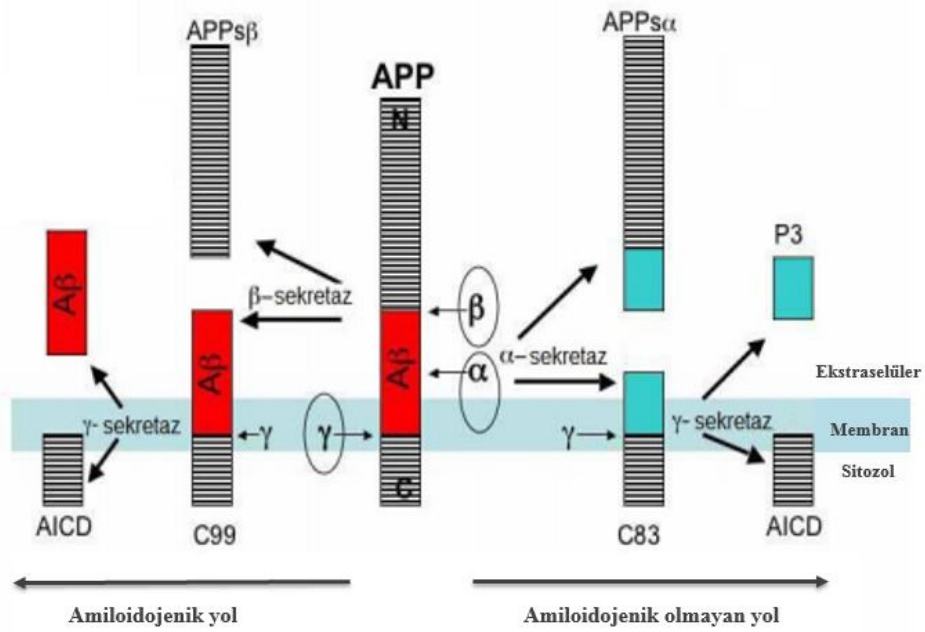 APPsβ
APPsα
APP
N
P3
Aβ
β–sekretaz
β
Aβ
Aβ
α
α– sekretaz
Ekstraselüler
γ- sekretaz
γ
γ
γ
γ- sekretaz
Membran
Sitozol
C
AICD
C99
C83
AICD
Amiloidojenik yol
Amiloidojenik olmayan yol